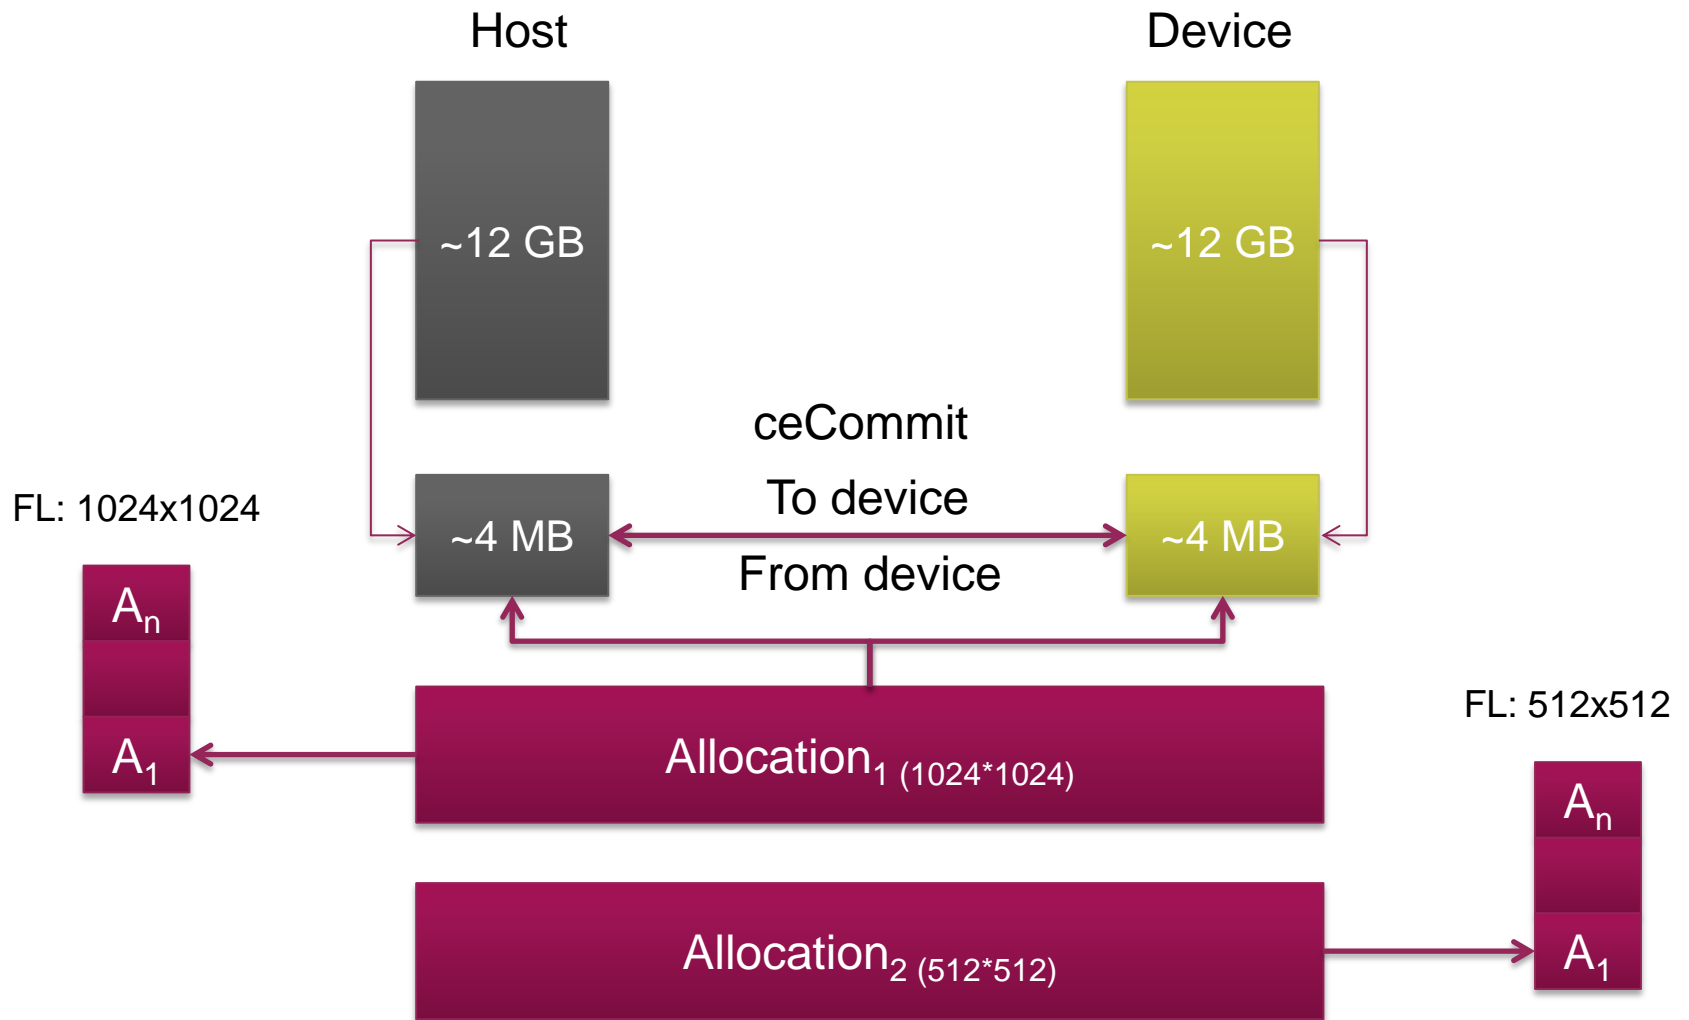 Host
Device
~12 GB
~12 GB
ceCommit
To device
From device
~4 MB
~4 MB
FL: 1024x1024
An
A1
Allocation1 (1024*1024)
FL: 512x512
An
A1
Allocation2 (512*512)